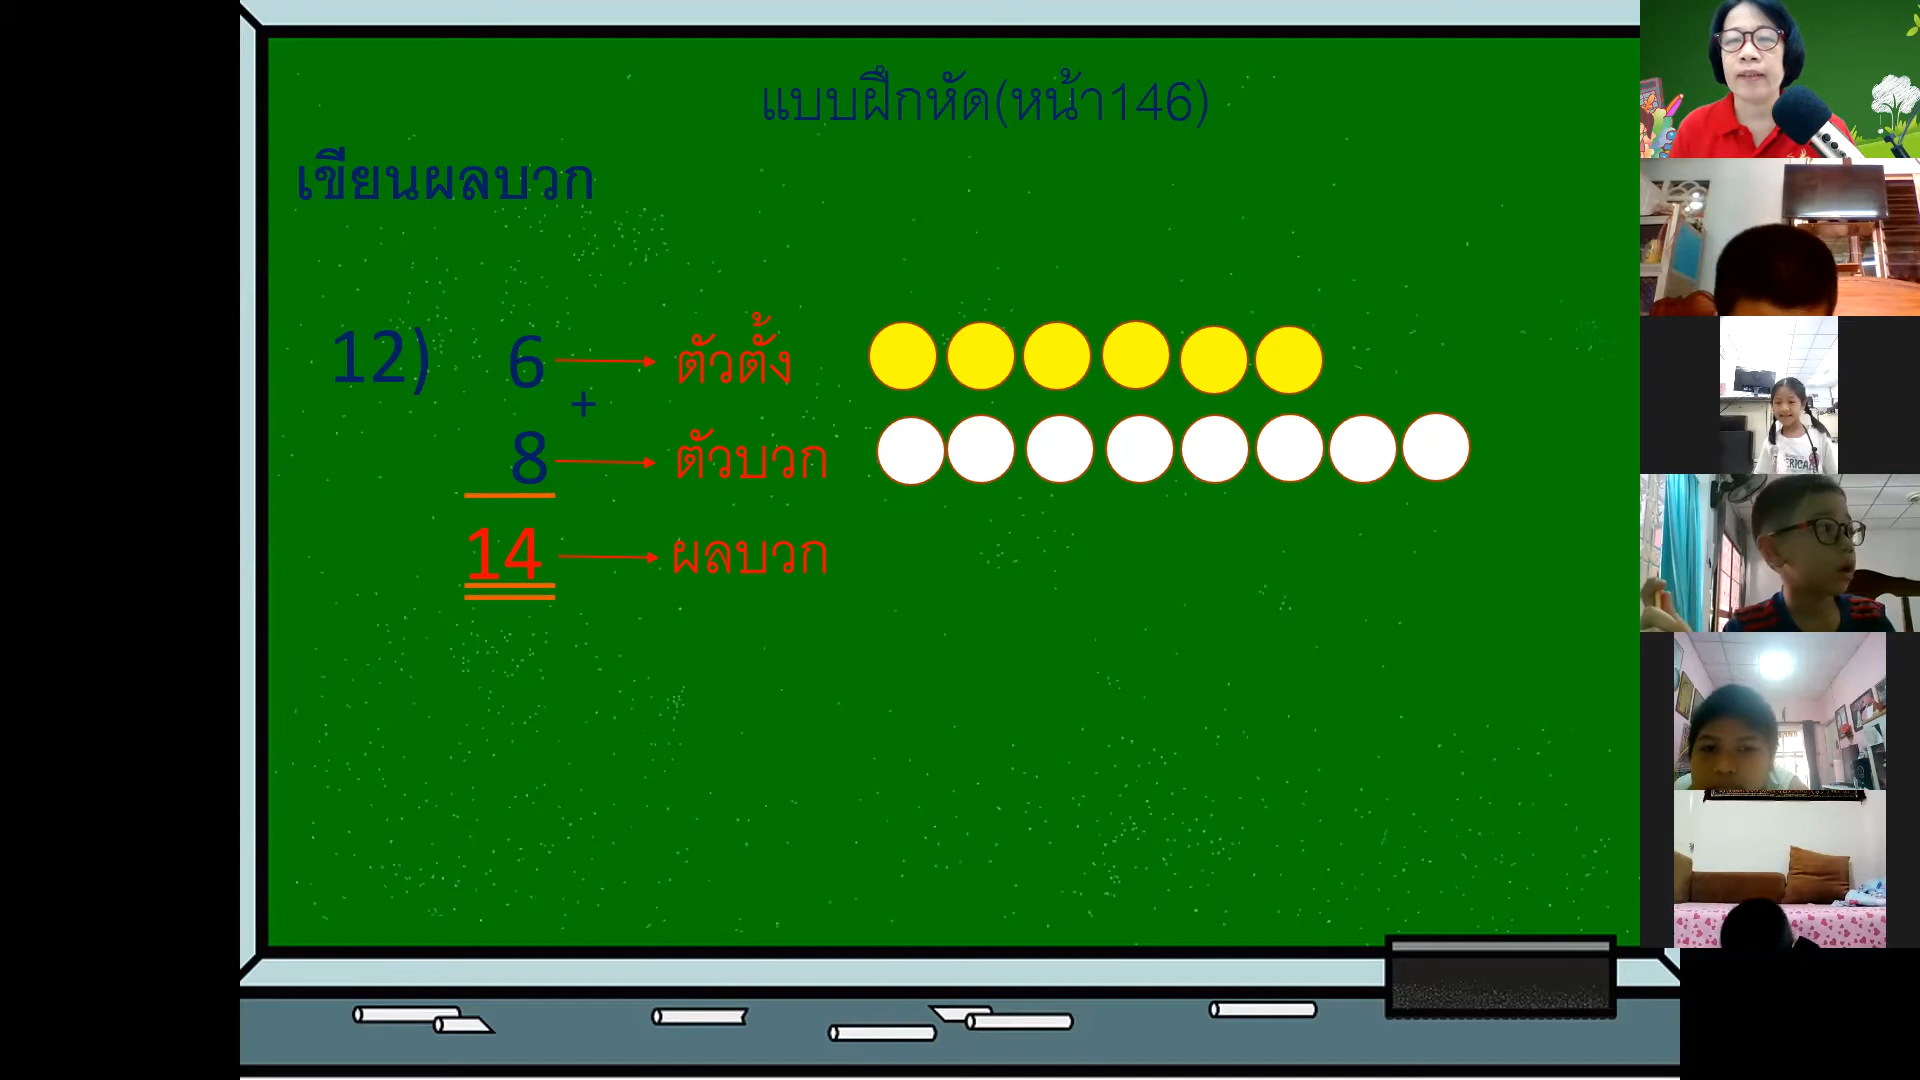 แบบฝึกหัด(หน้า146)
เขียนผลบวก
12) 6 ตัวตั้ง
+
8 ตัวบวก
14 ผลบวก